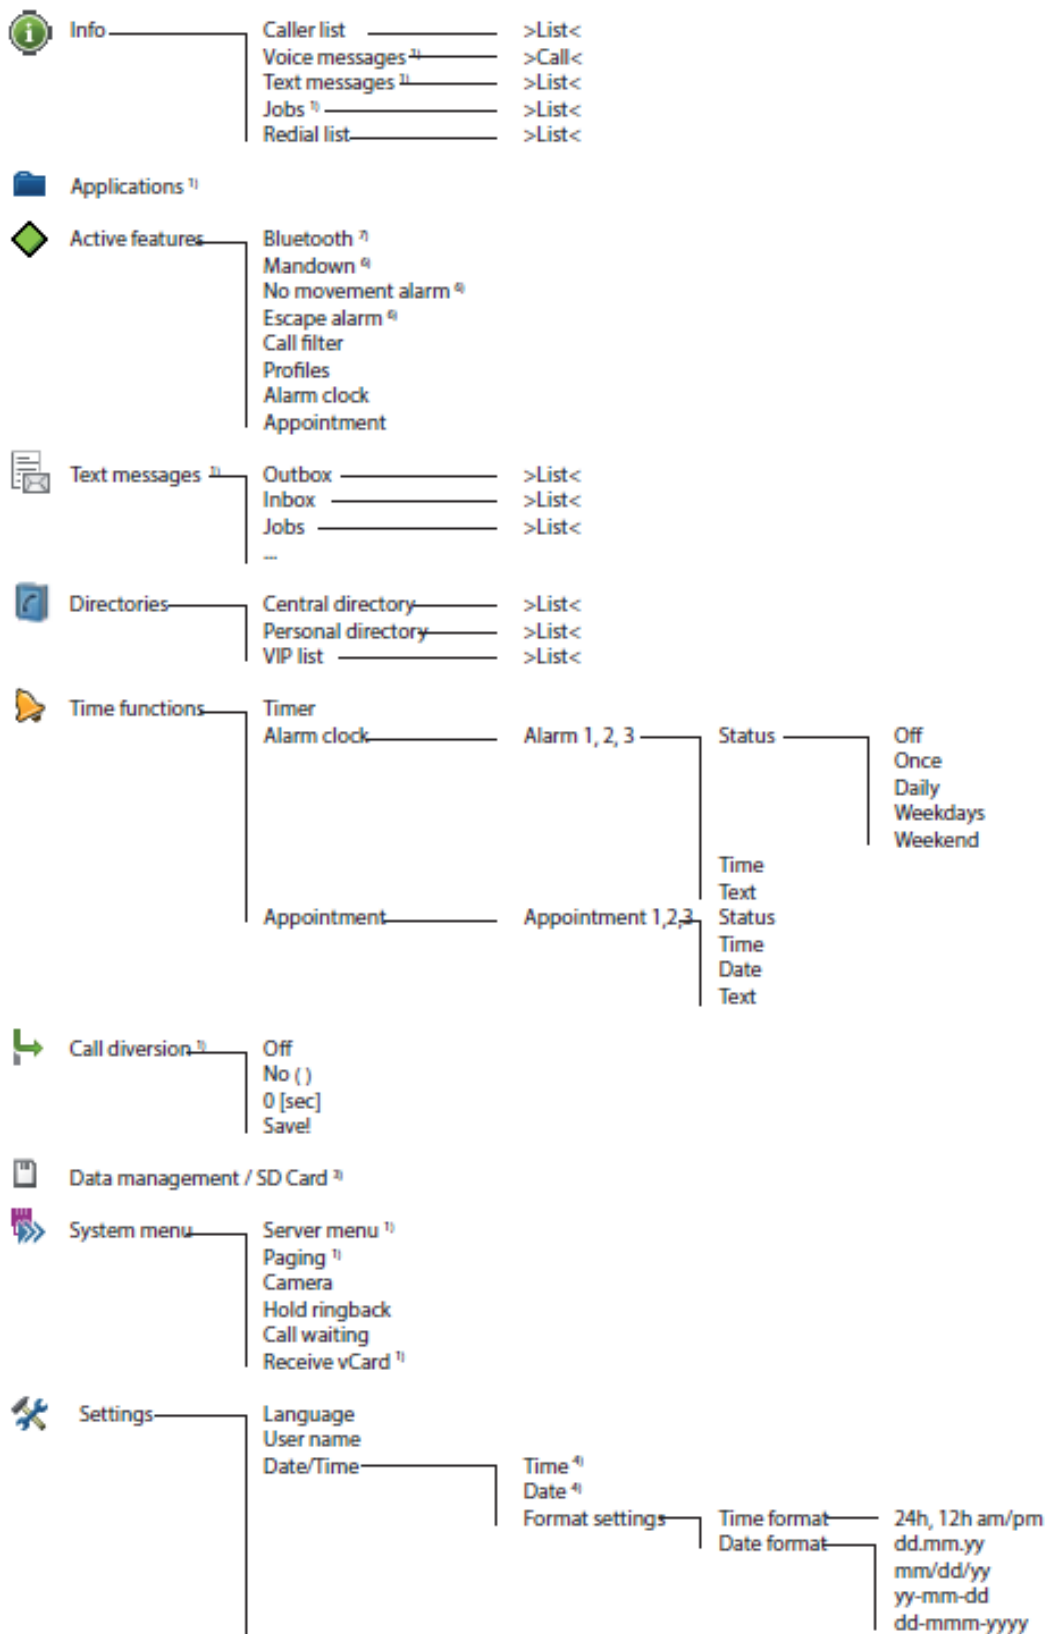 Info Caller list >List<
Voice messages 1) >Call<
Text messages 1) >List<
Jobs 1) >List<
Redial list >List<
Applications 1)
Active features Bluetooth 7)
Mandown 6)
No movement alarm 6)
Escape alarm 6)
Call filter
Profiles
Alarm clock
Appointment
Text messages 1) Outbox >List<
Inbox >List<
Jobs >List<
...
Directories Central directory >List<
Personal directory >List<
VIP list >List<
Time functions Timer
Alarm clock Alarm 1, 2, 3 Status Off
Once
Daily
Weekdays
Weekend
Time
Text
Appointment Appointment 1,2,3 Status
Time
Date
Text
Call diversion 1) Off
No ( )
0 [sec]
Save!
Data management / SD Card 3)
System menu Server menu 1)
Paging 1)
Camera
Hold ringback
Call waiting
Receive vCard 1)
Settings Language
User name
Date/Time Time 4)
Date 4)
Format settings Time format 24h, 12h am/pm
Date format dd.mm.yy
mm/dd/yy
yy-mm-dd
dd-mmm-yyyy